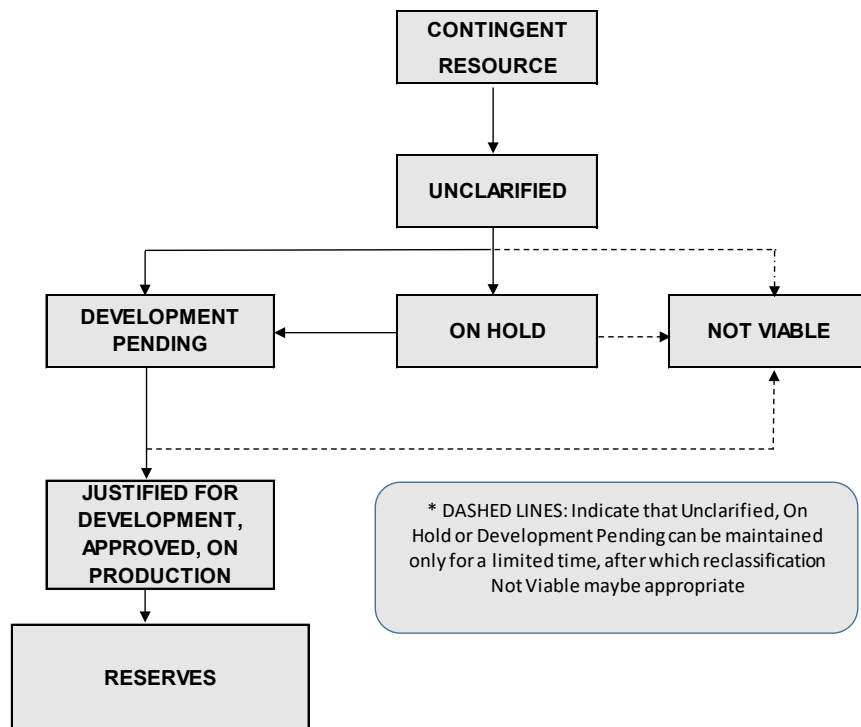 CONTINGENT
RESOURCE
UNCLARIFIED
DEVELOPMENT
PENDING
ON HOLD
NOT VIABLE
JUSTIFIED FOR
DEVELOPMENT,
APPROVED, ON
PRODUCTION
* DASHED LINES: Indicate that Unclarified, On
Hold or Development Pending can be maintained
only for a limited time, after which reclassification
Not Viable maybe appropriate
RESERVES